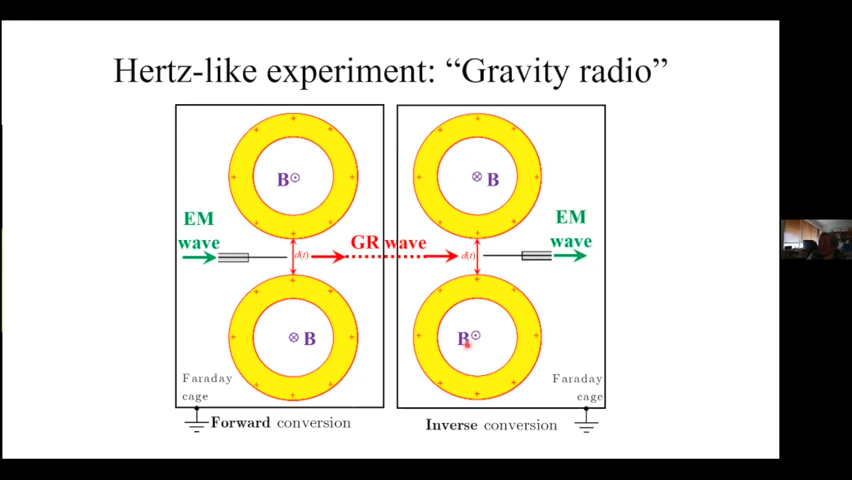 Hertz-like experiment: “Gravity radio”
B⊙
⊗ B
EM
wave
GR wave
EM
wave
d(t)
d(t)
⊗ B
B⊙
Faraday
cage
Faraday
cage
Forward conversion
Inverse conversion